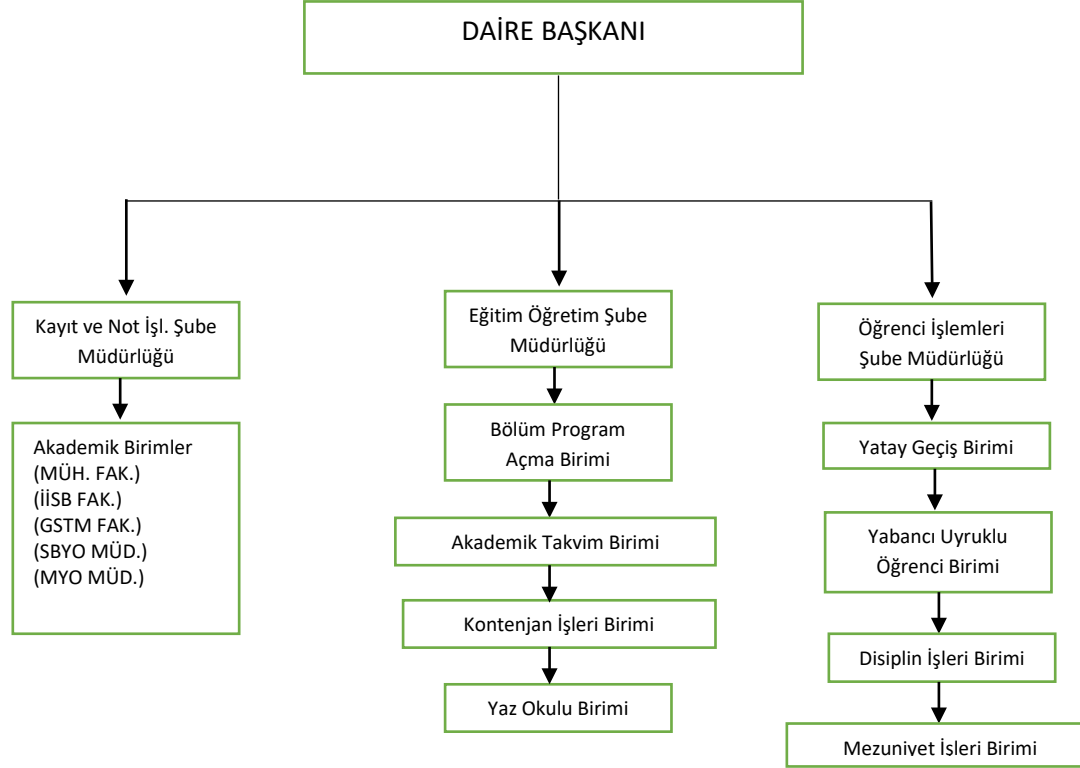 DAİRE BAŞKANI
Kayıt ve Not İşl. Şube
Müdürlüğü
Akademik Birimler
(MÜH. FAK.)
(İİSB FAK.)
(GSTM FAK.)
(SBYO MÜD.)
(MYO MÜD.)
Eğitim Öğretim Şube
Müdürlüğü
Bölüm Program
Açma Birimi
Akademik Takvim Birimi
Kontenjan İşleri Birimi
Yaz Okulu Birimi
Öğrenci İşlemleri
Şube Müdürlüğü
Yatay Geçiş Birimi
Yabancı Uyruklu
Öğrenci Birimi
Disiplin İşleri Birimi
Mezuniyet İşleri Birimi